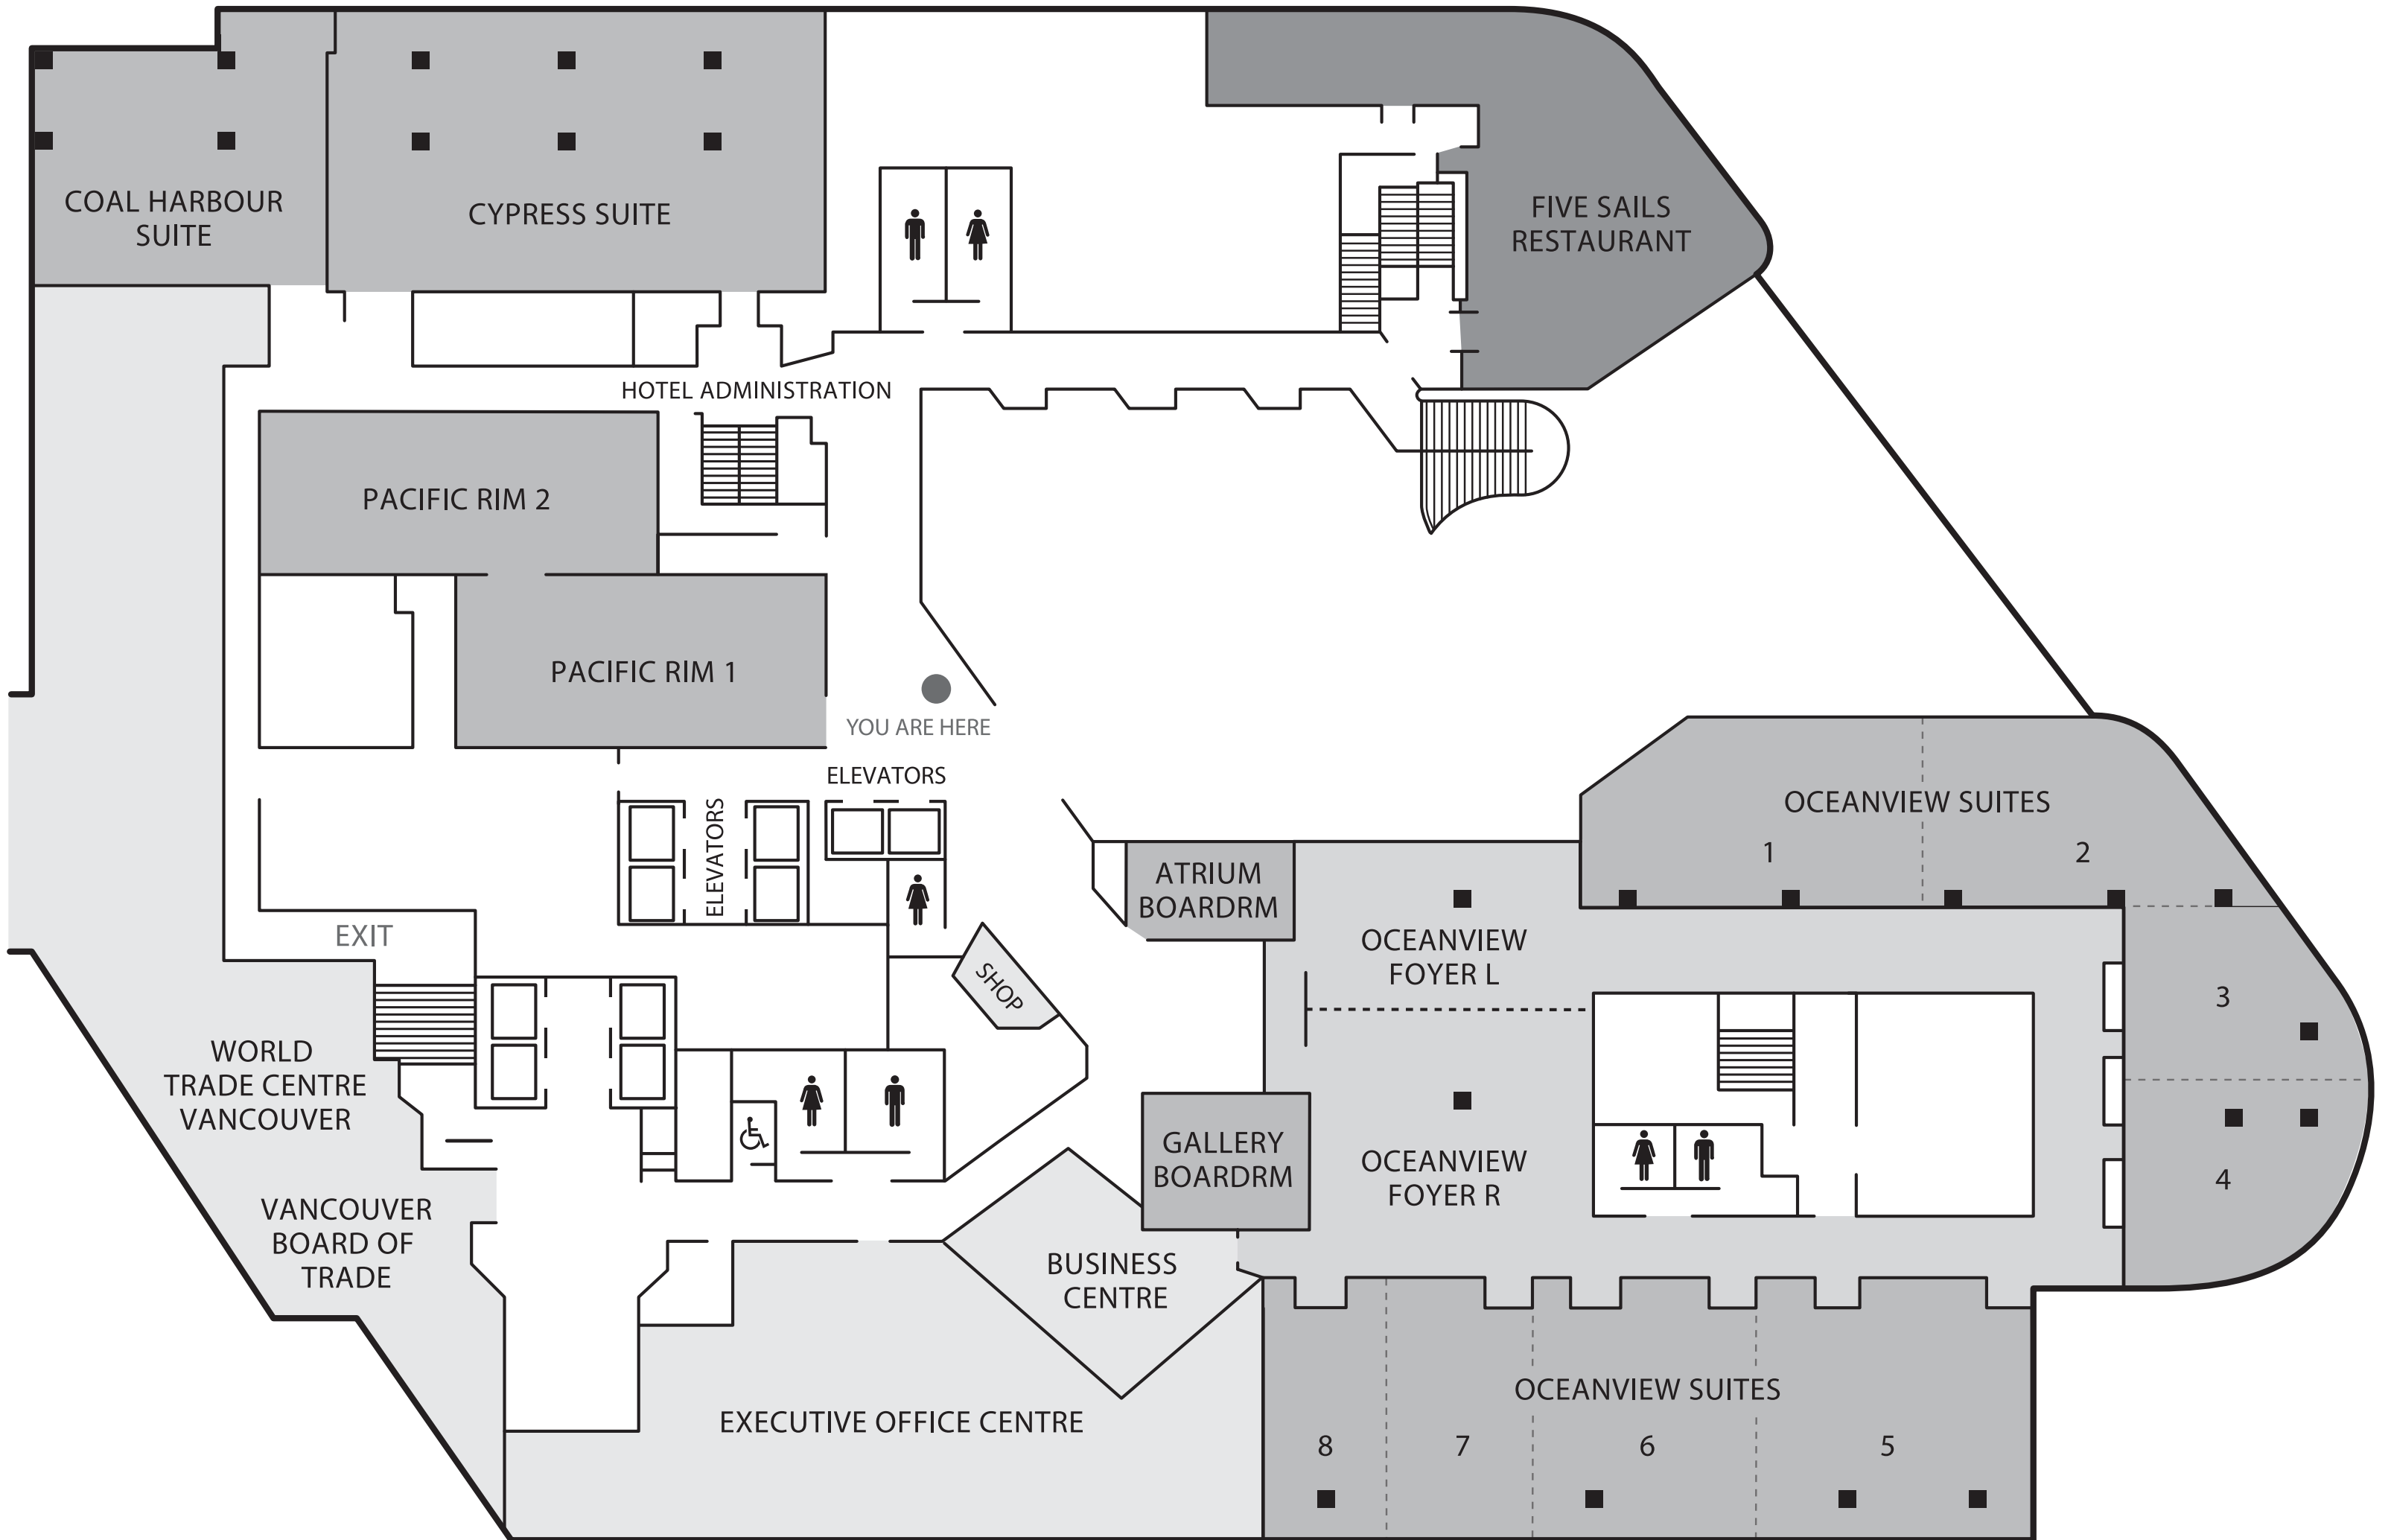 COAL HARBOUR
SUITE
CYPRESS SUITE
FIVE SAILS
RESTAURANT
HOTEL ADMINISTRATION
PACIFIC RIM 2
PACIFIC RIM 1
YOU ARE HERE
ELEVATORS
ELEVATORS
OCEANVIEW SUITES
1
2
ATRIUM
BOARDRM
EXIT
OCEANVIEW
FOYER L
SHOP
3
WORLD
TRADE CENTRE
VANCOUVER
GALLERY
BOARDRM
OCEANVIEW
FOYER R
4
VANCOUVER
BOARD OF
TRADE
BUSINESS
CENTRE
EXECUTIVE OFFICE CENTRE
OCEANVIEW SUITES
8
7
6
5